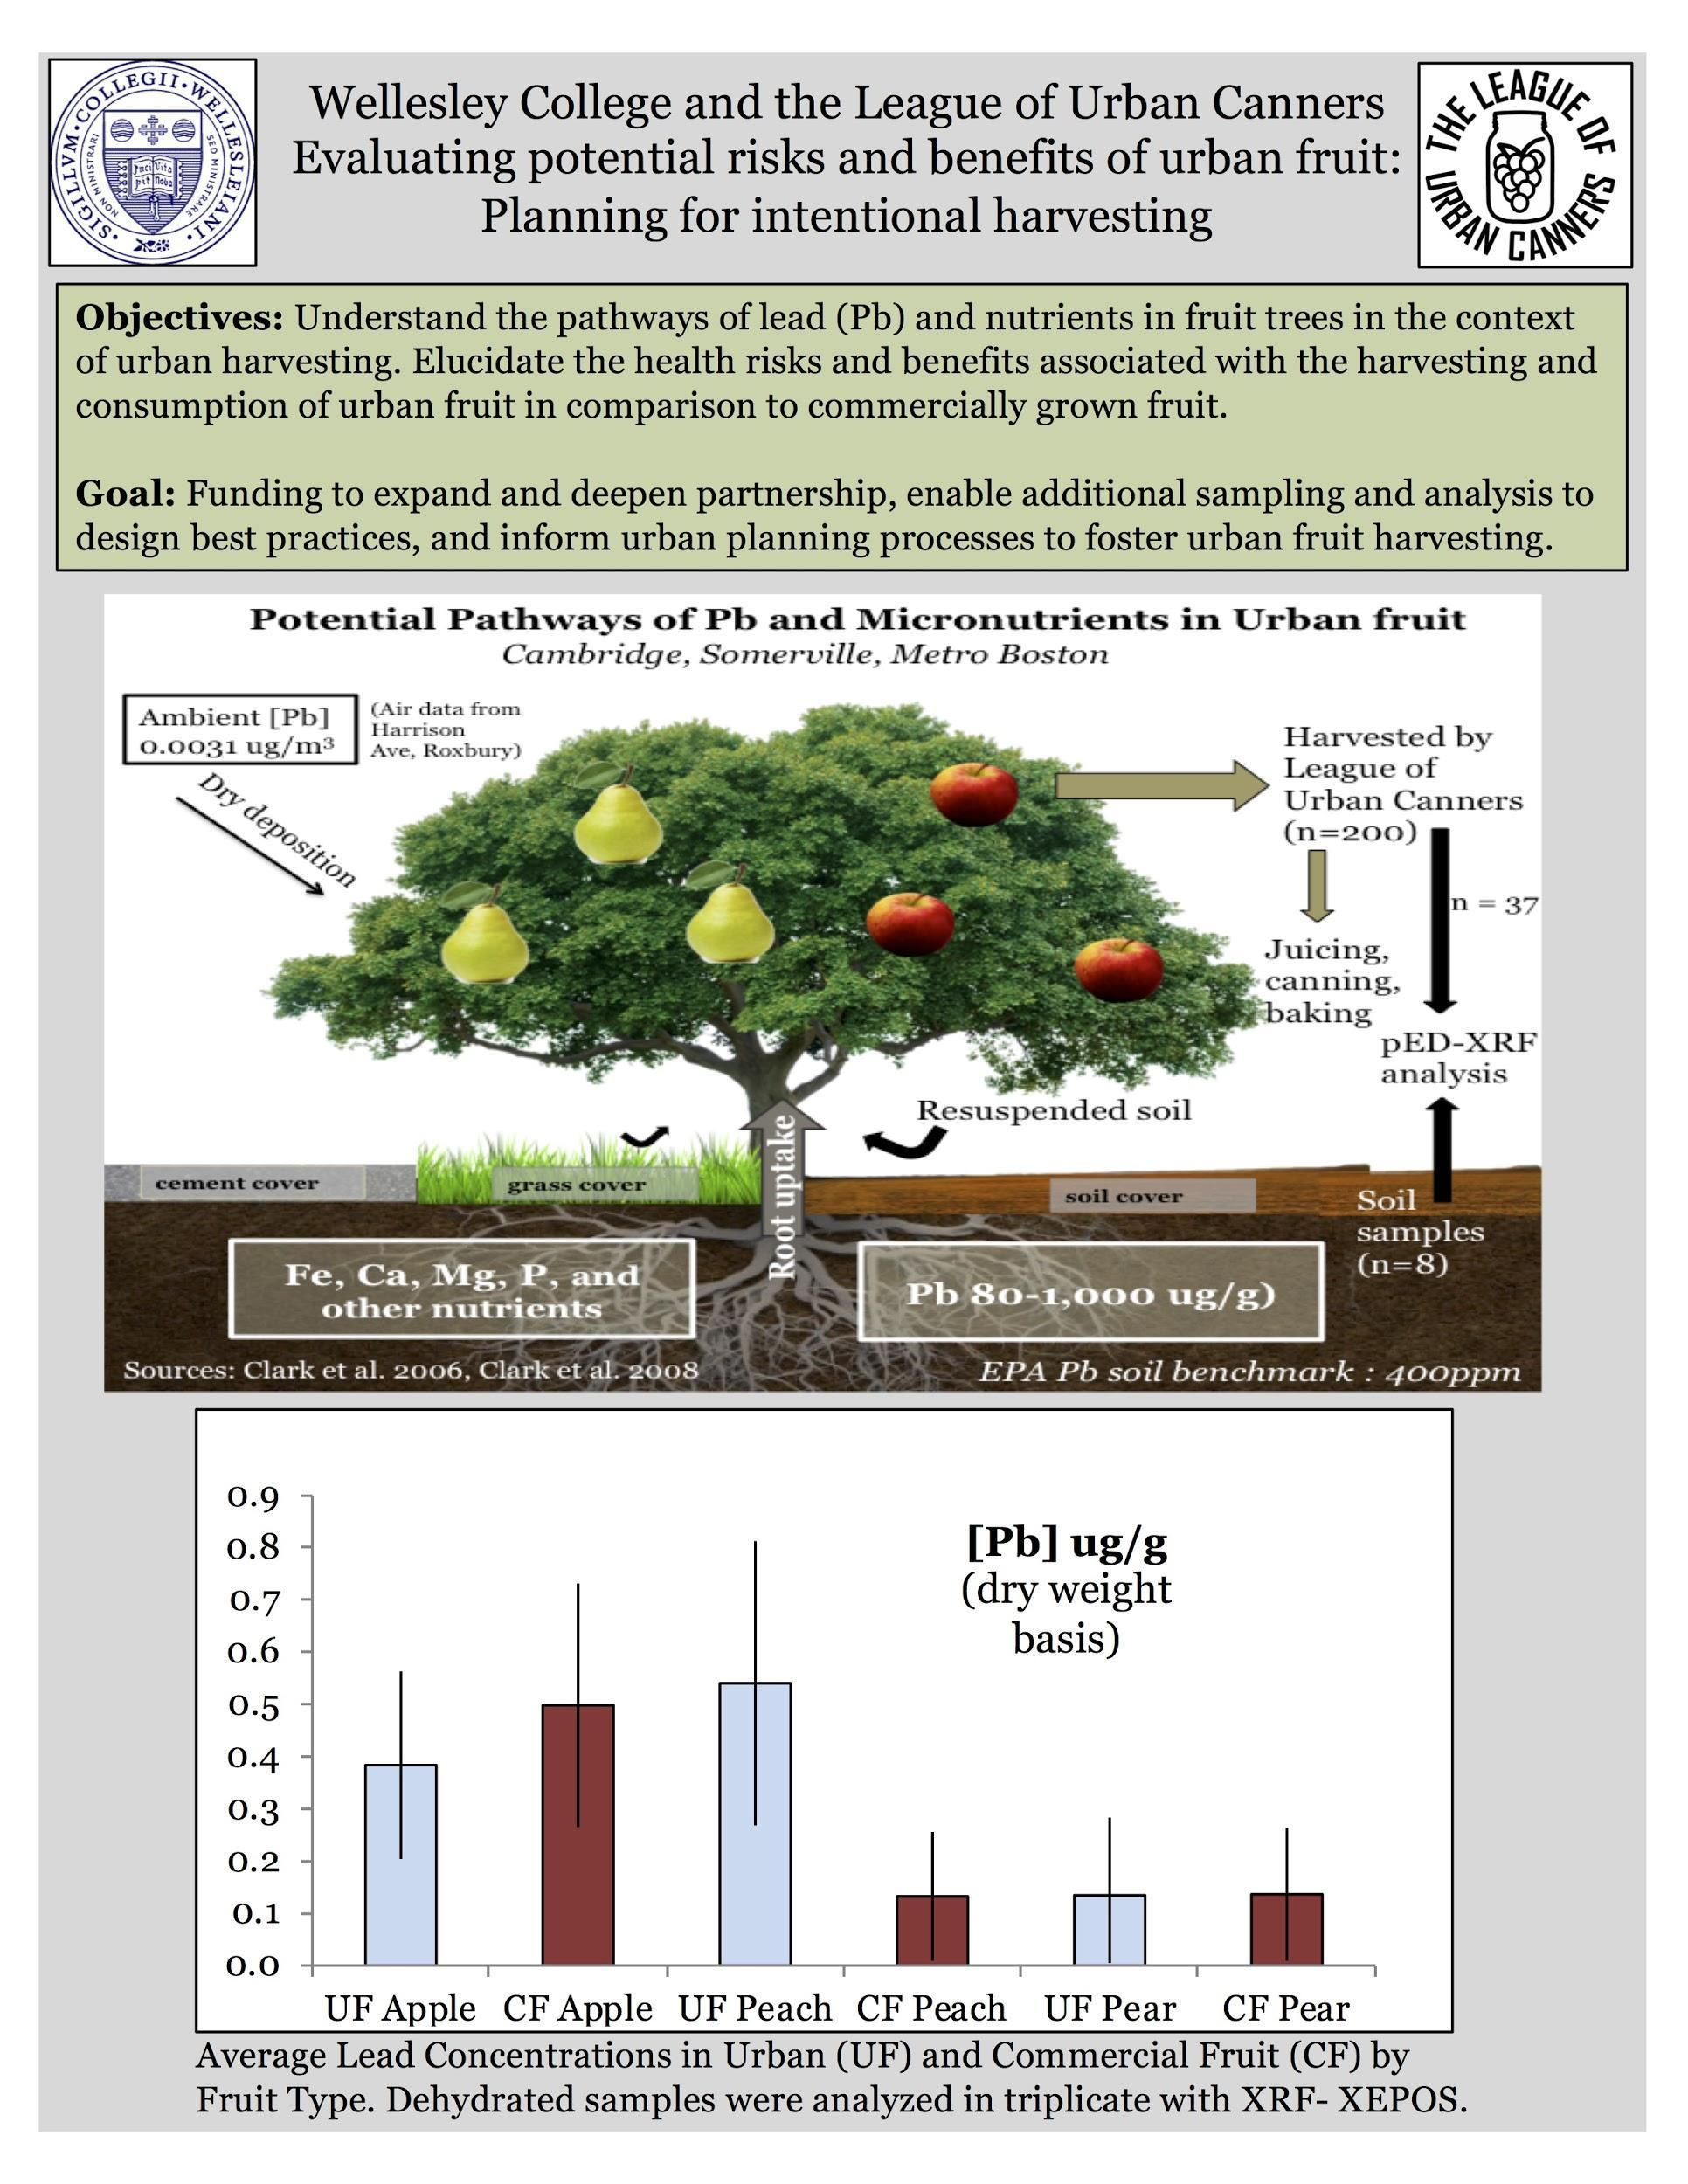 SIGILLVM·COLLEGII·WELLESLEIANI·
NON MINISTRARI SED MINISTRARE
Inci Vita
pit Nova
Wellesley College and the League of Urban Canners
Evaluating potential risks and benefits of urban fruit:
Planning for intentional harvesting
THE LEAGUE OF
URBAN CANNERS
Objectives: Understand the pathways of lead (Pb) and nutrients in fruit trees in the context
of urban harvesting. Elucidate the health risks and benefits associated with the harvesting and
consumption of urban fruit in comparison to commercially grown fruit.
Goal: Funding to expand and deepen partnership, enable additional sampling and analysis to
design best practices, and inform urban planning processes to foster urban fruit harvesting.
Potential Pathways of Pb and Micronutrients in Urban fruit
Cambridge, Somerville, Metro Boston
Ambient [Pb]
0.0031 ug/m³
(Air data from
Harrison
Ave, Roxbury)
Dry deposition
Harvested by
League of
Urban Canners
(n=200)
n = 37
Juicing,
canning,
baking
pED-XRF
analysis
Resuspended soil
Root uptake
cement cover
grass cover
soil cover
Soil
samples
(n=8)
Fe, Ca, Mg, P, and
other nutrients
Pb 80-1,000 ug/g)
Sources: Clark et al. 2006, Clark et al. 2008
EPA Pb soil benchmark : 400ppm
0.9
0.8
0.7
0.6
0.5
0.4
0.3
0.2
0.1
0.0
[Pb] ug/g
(dry weight
basis)
UF Apple
CF Apple
UF Peach
CF Peach
UF Pear
CF Pear
Average Lead Concentrations in Urban (UF) and Commercial Fruit (CF) by
Fruit Type. Dehydrated samples were analyzed in triplicate with XRF- XEPOS.